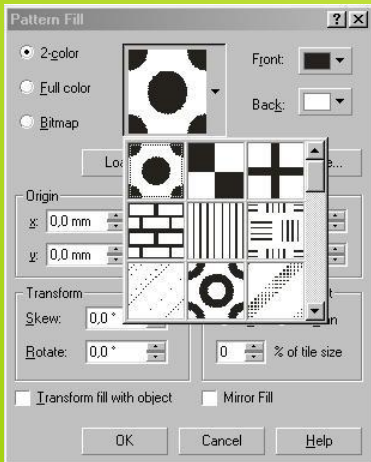 Pattern Fill
2-color
Front:
Full color
Back:
Bitmap
Origin
x: 0,0 mm
y: 0,0 mm
Transform
Skew: 0,0 °
Rotate: 0,0 °
0 % of tile size
Transform fill with object
Mirror Fill
OK Cancel Help